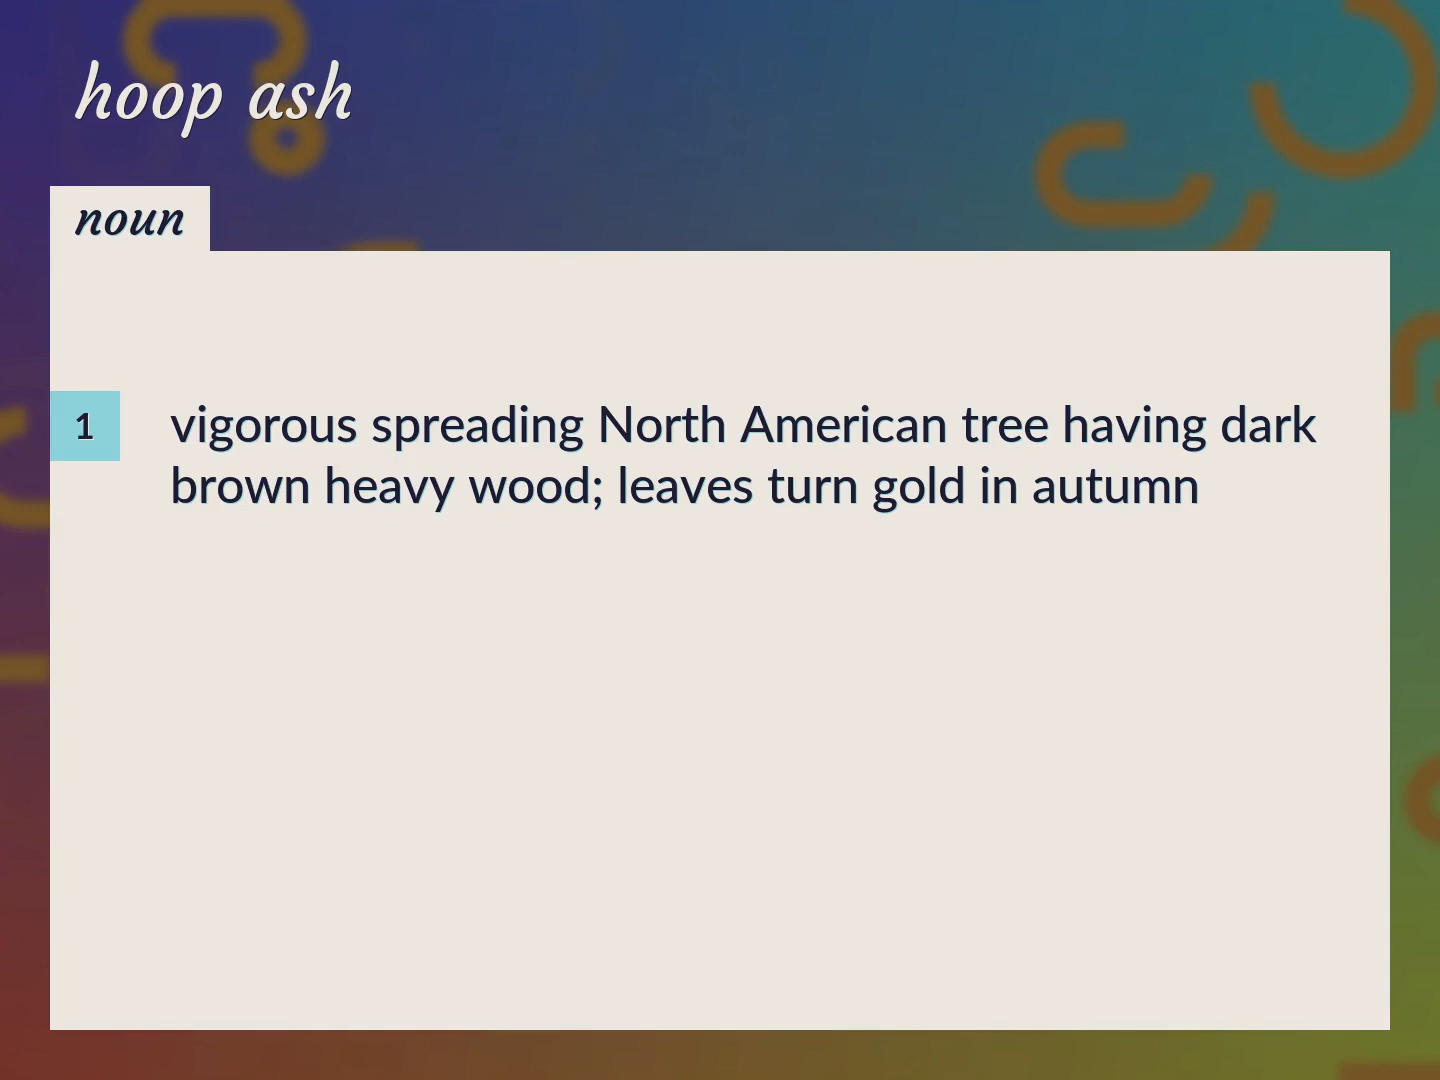 hoop ash
noun
1
vigorous spreading North American tree having dark
brown heavy wood; leaves turn gold in autumn